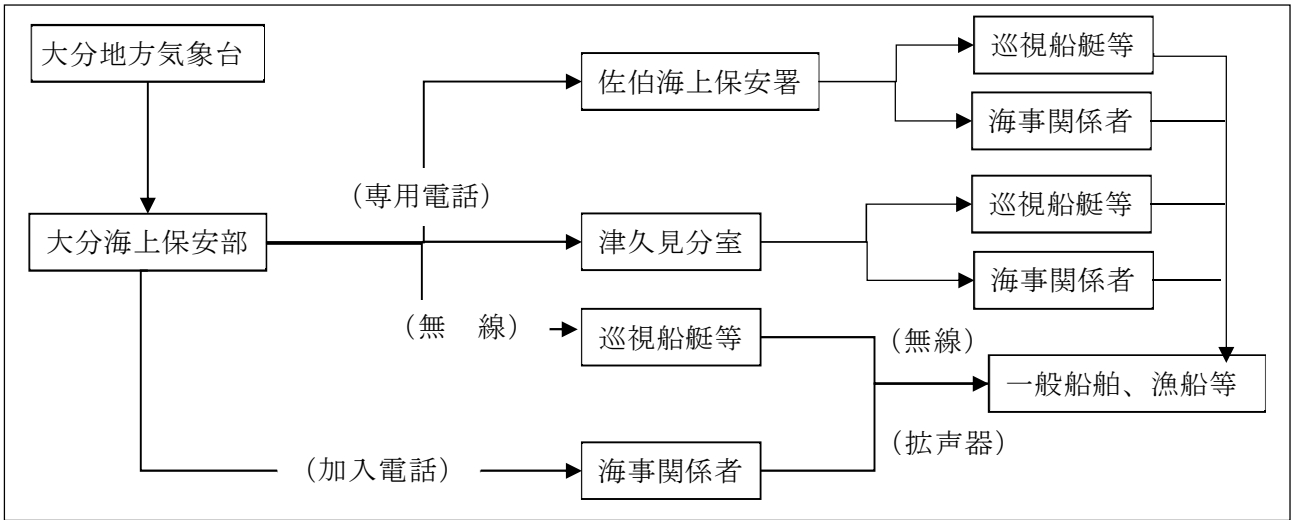 大分地方気象台
佐伯海上保安署
巡視船艇等
海事関係者
(専用電話)
大分海上保安部
津久見分室
巡視船艇等
海事関係者
(無　線)
巡視船艇等
(無線)
一般船舶、漁船等
(拡声器)
(加入電話)
海事関係者